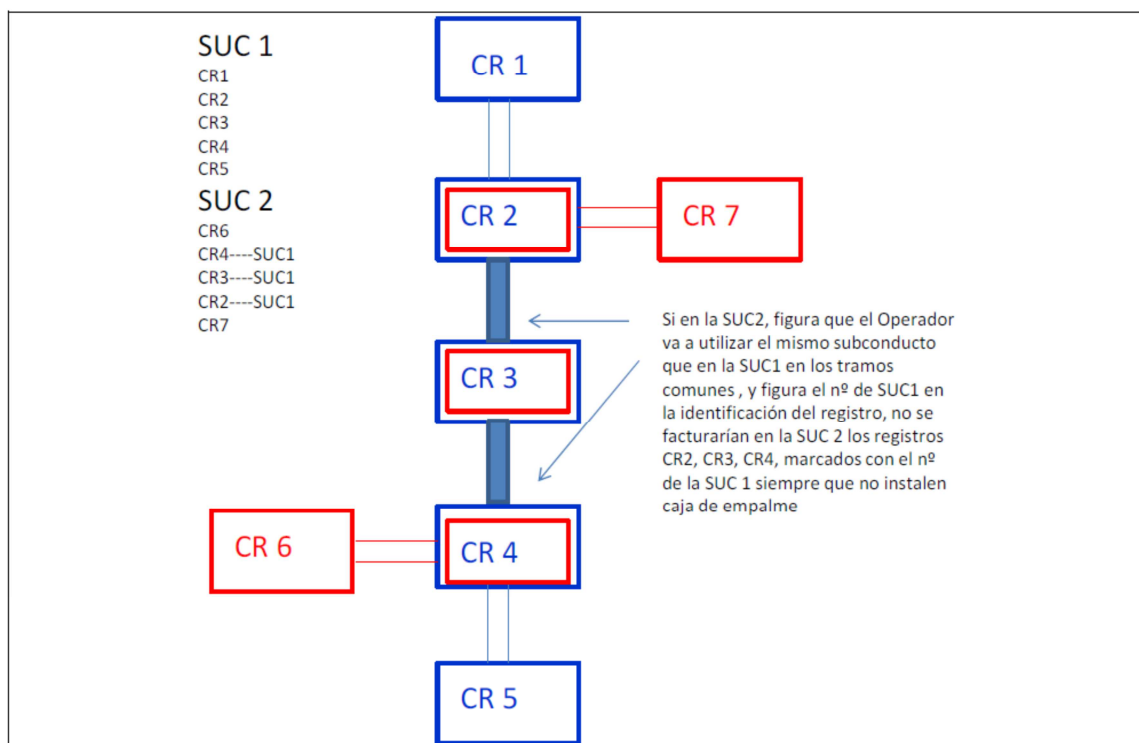 SUC 1
CR1
CR2
CR3
CR4
CR5
SUC 2
CR6
CR4----SUC1
CR3----SUC1
CR2----SUC1
CR7
CR 1
CR 2
CR 7
CR 3
Si en la SUC2, figura que el Operador
va a utilizar el mismo subconducto
que en la SUC1 en los tramos
comunes , y figura el nº de SUC1 en
la identificación del registro, no se
facturarían en la SUC 2 los registros
CR2, CR3, CR4, marcados con el nº
de la SUC 1 siempre que no instalen
caja de empalme
CR 6
CR 4
CR 5